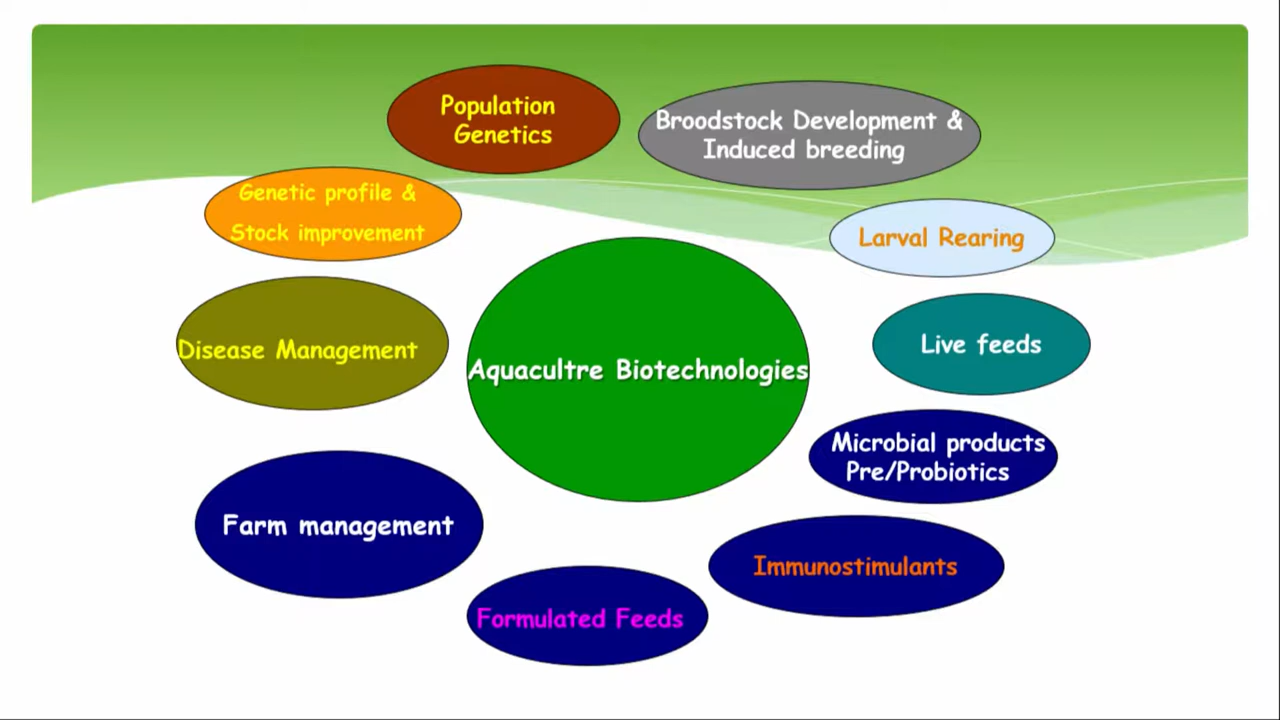 Population
Genetics
Broodstock Development &
Induced breeding
Genetic profile &
Stock improvement
Larval Rearing
Disease Management
Aquacultre Biotechnologies
Live feeds
Microbial products
Pre/Probiotics
Farm management
Immunostimulants
Formulated Feeds